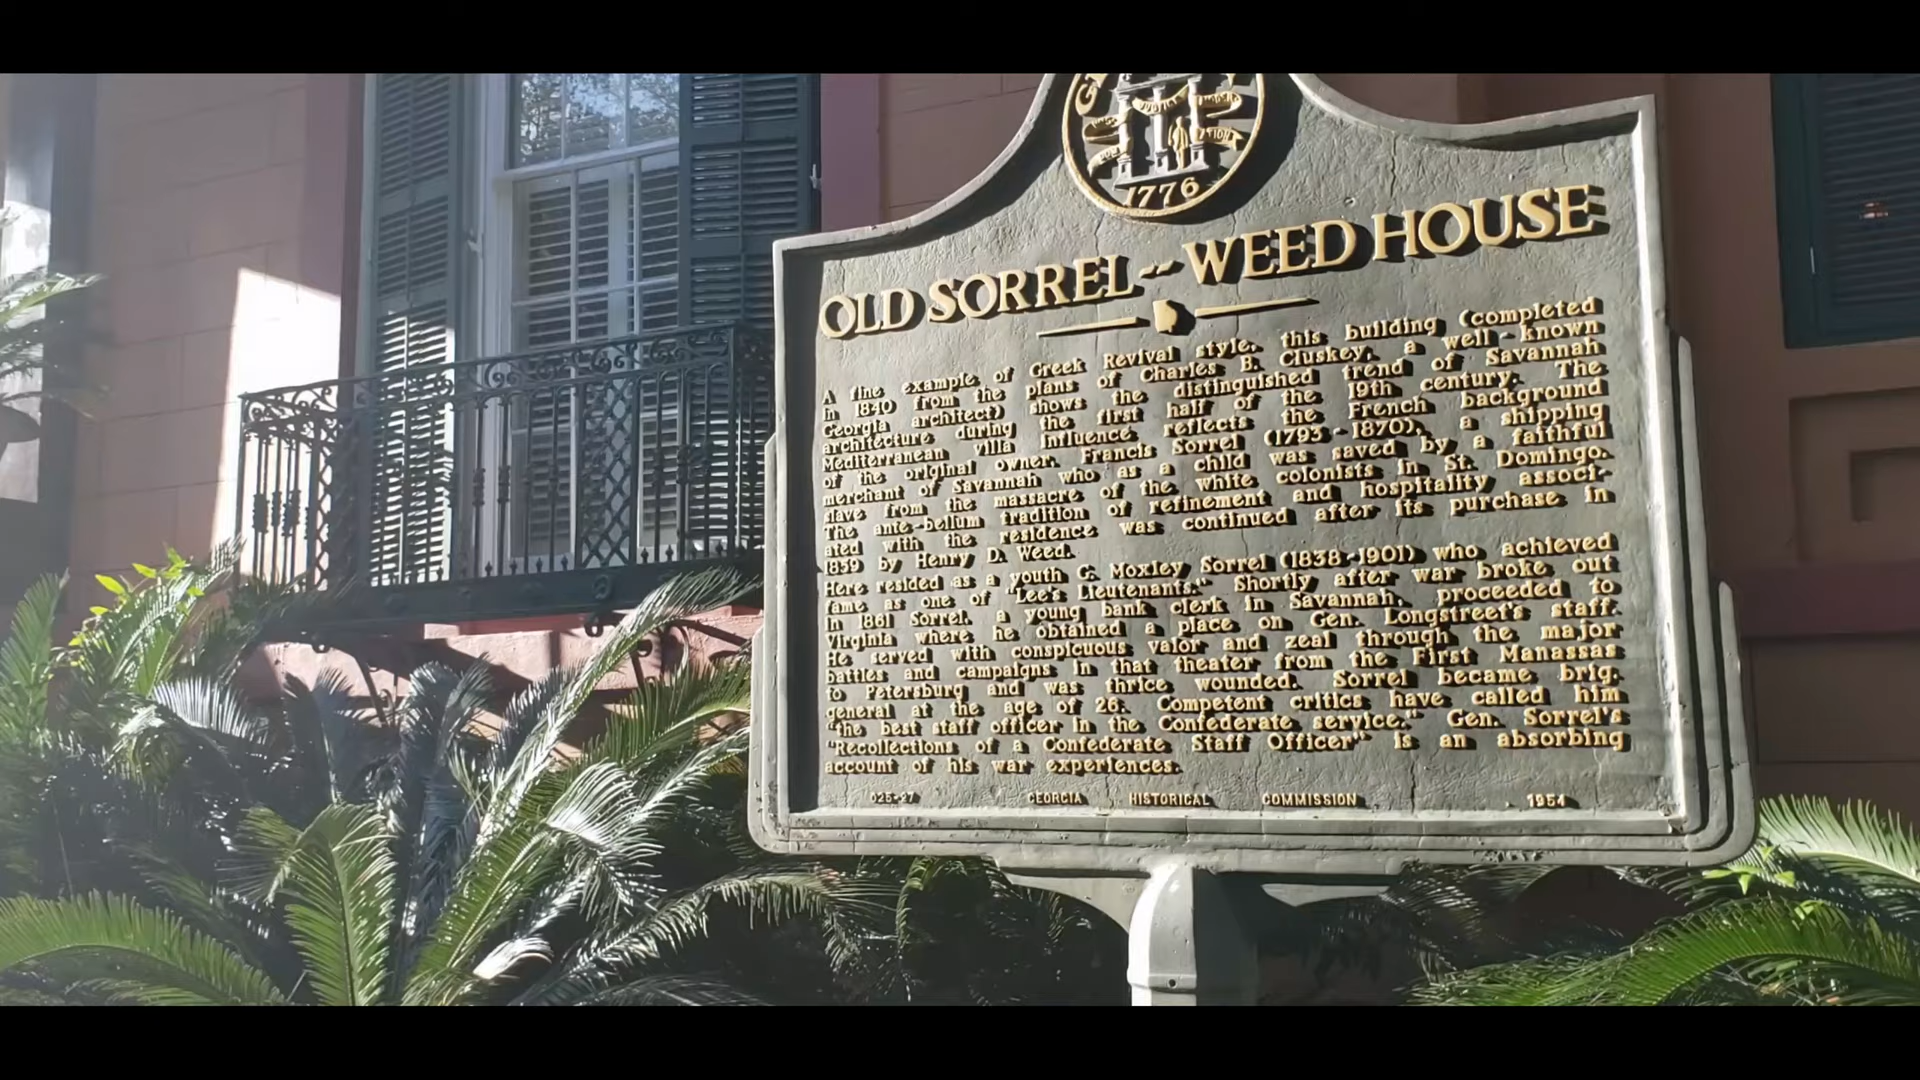 1776
OLD SORREL--WEED HOUSE
A fine example of Greek Revival style, this building (completed
in 1840 from the plans of Charles B. Cluskey, a well-known
Georgia architect) shows the distinguished trend of Savannah
architecture during the first half of the 19th century. The
Mediterranean villa influence reflects the French background
of the original owner, Francis Sorrel (1793-1870), a shipping
merchant of Savannah who as a child was saved by a faithful
slave from the massacre of the white colonists in St. Domingo.
The ante-bellum tradition of refinement and hospitality associ-
ated with the residence was continued after its purchase in
1859 by Henry D. Weed.
Here resided as a youth G. Moxley Sorrel (1838-1901) who achieved
fame as one of "Lee's Lieutenants." Shortly after war broke out
in 1861 Sorrel, a young bank clerk in Savannah, proceeded to
Virginia where he obtained a place on Gen. Longstreet's staff.
He served with conspicuous valor and zeal through the major
battles and campaigns in that theater from the First Manassas
to Petersburg and was thrice wounded. Sorrel became brig.
general at the age of 26. Competent critics have called him
"the best staff officer in the Confederate service." Gen. Sorrel's
"Recollections of a Confederate Staff Officer" is an absorbing
account of his war experiences.
025-27 GEORGIA HISTORICAL COMMISSION 1954